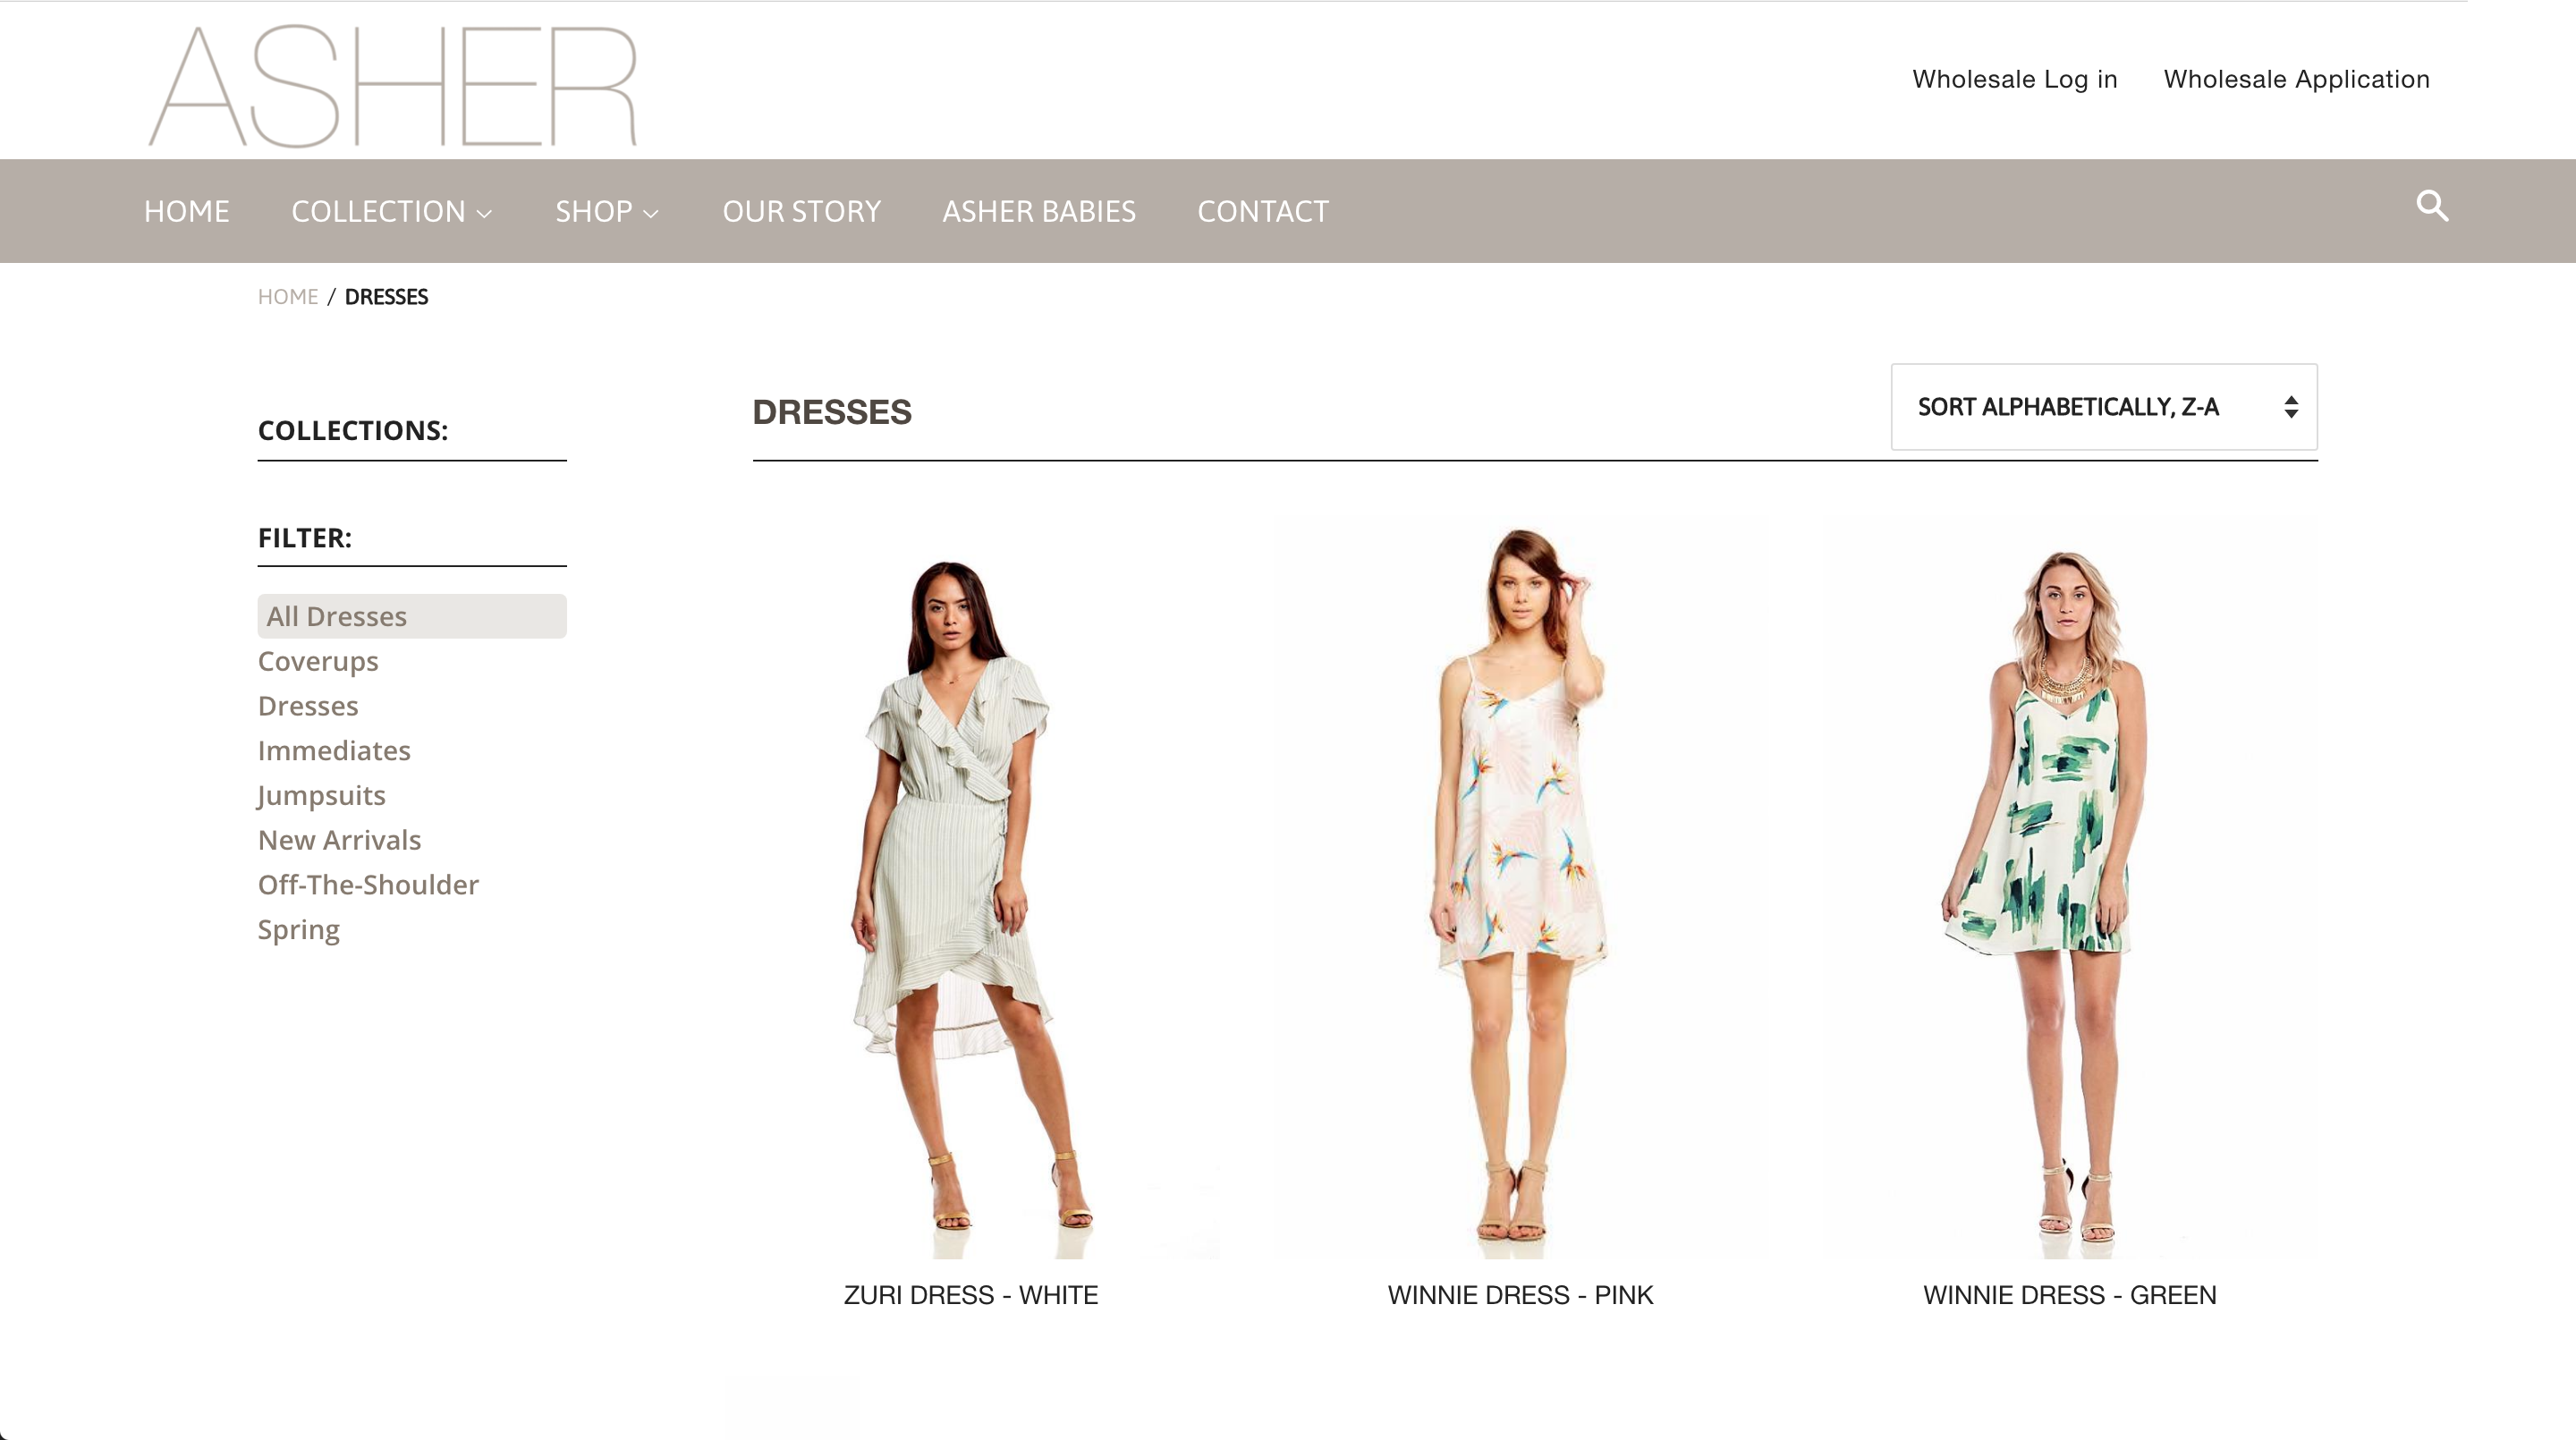 ASHER
Wholesale Log in
Wholesale Application
HOME
COLLECTION
SHOP
OUR STORY
ASHER BABIES
CONTACT
HOME / DRESSES
COLLECTIONS:
FILTER:
All Dresses
Coverups
Dresses
Immediates
Jumpsuits
New Arrivals
Off-The-Shoulder
Spring
DRESSES
SORT ALPHABETICALLY, Z-A
ZURI DRESS - WHITE
WINNIE DRESS - PINK
WINNIE DRESS - GREEN